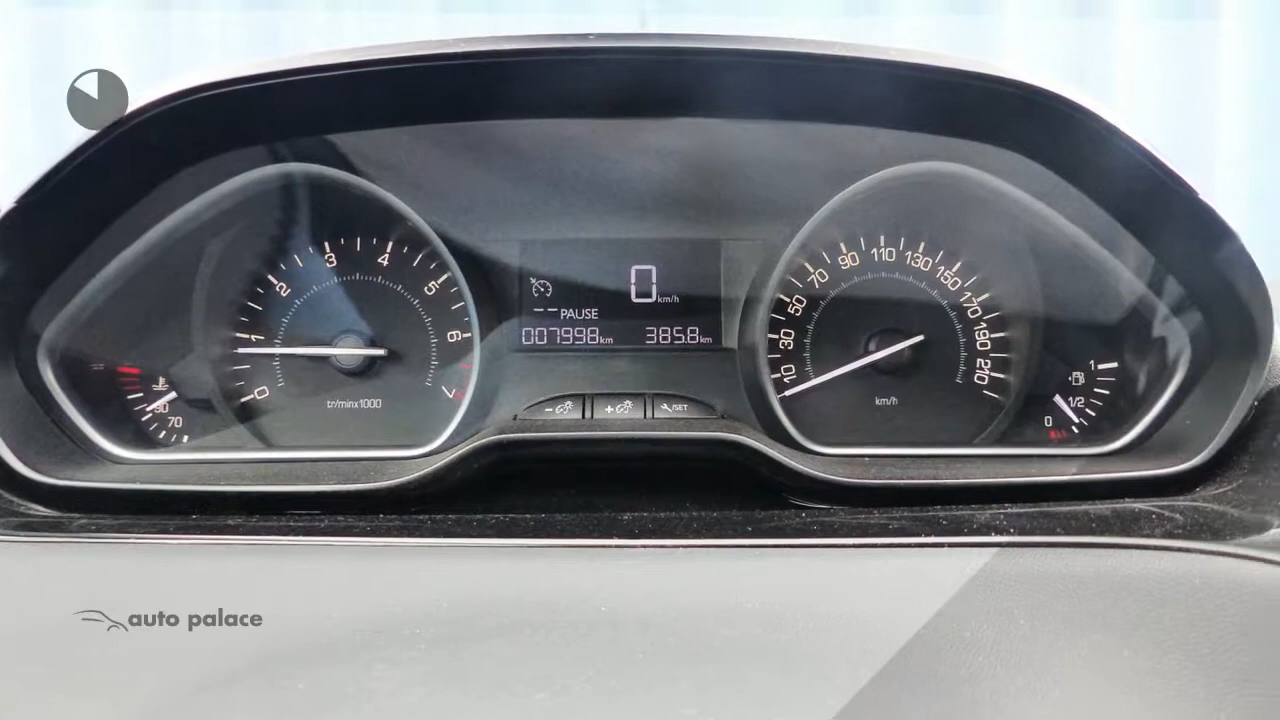 0 1 2 3 4 5 6 7
tr/minx1000
90
70
0 km/h
-- PAUSE
007998 km 385.8 km
- + /SET
10 30 50 70 90 110 130 150 170 190 210
km/h
1
1/2
0
auto palace